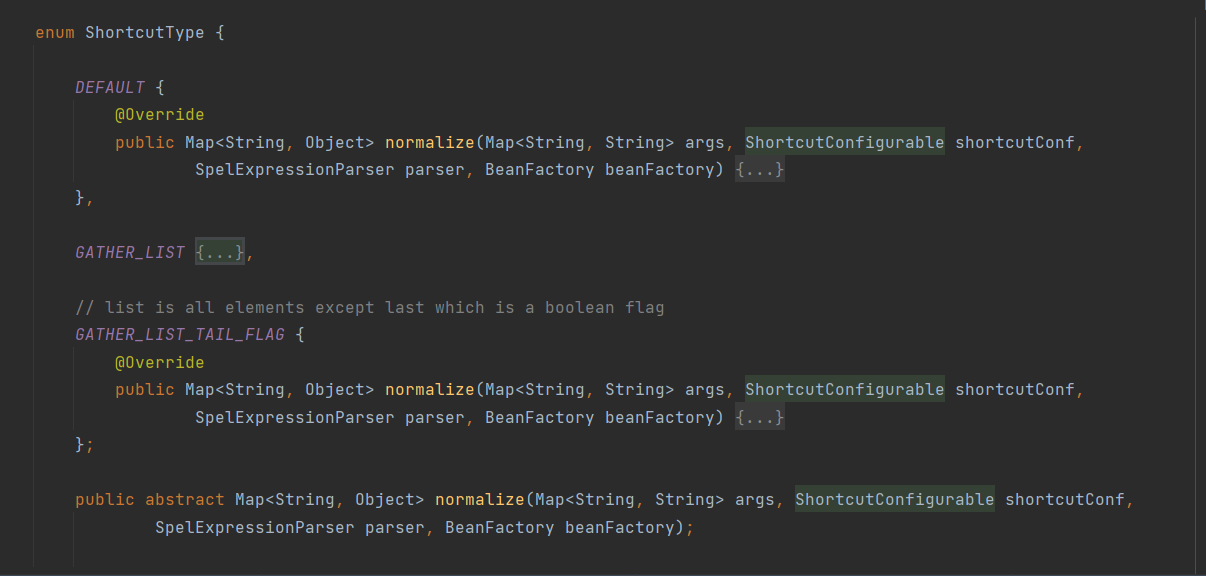 enum ShortcutType {
DEFAULT {
@Override
public Map<String, Object> normalize(Map<String, String> args, ShortcutConfigurable shortcutConf,
SpelExpressionParser parser, BeanFactory beanFactory) {...}
},
GATHER_LIST {...},
// list is all elements except last which is a boolean flag
GATHER_LIST_TAIL_FLAG {
@Override
public Map<String, Object> normalize(Map<String, String> args, ShortcutConfigurable shortcutConf,
SpelExpressionParser parser, BeanFactory beanFactory) {...}
};
public abstract Map<String, Object> normalize(Map<String, String> args, ShortcutConfigurable shortcutConf,
SpelExpressionParser parser, BeanFactory beanFactory);